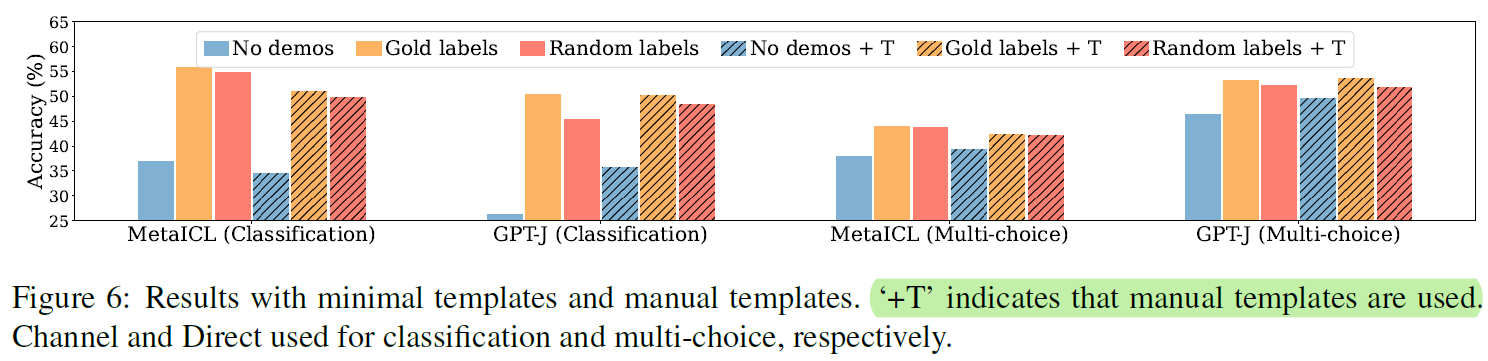 65
60
55
50
45
40
35
30
25
Accuracy (%)
No demos Gold labels Random labels No demos + T Gold labels + T Random labels + T
MetaICL (Classification) GPT-J (Classification) MetaICL (Multi-choice) GPT-J (Multi-choice)
Figure 6: Results with minimal templates and manual templates. ‘+T’ indicates that manual templates are used.
Channel and Direct used for classification and multi-choice, respectively.